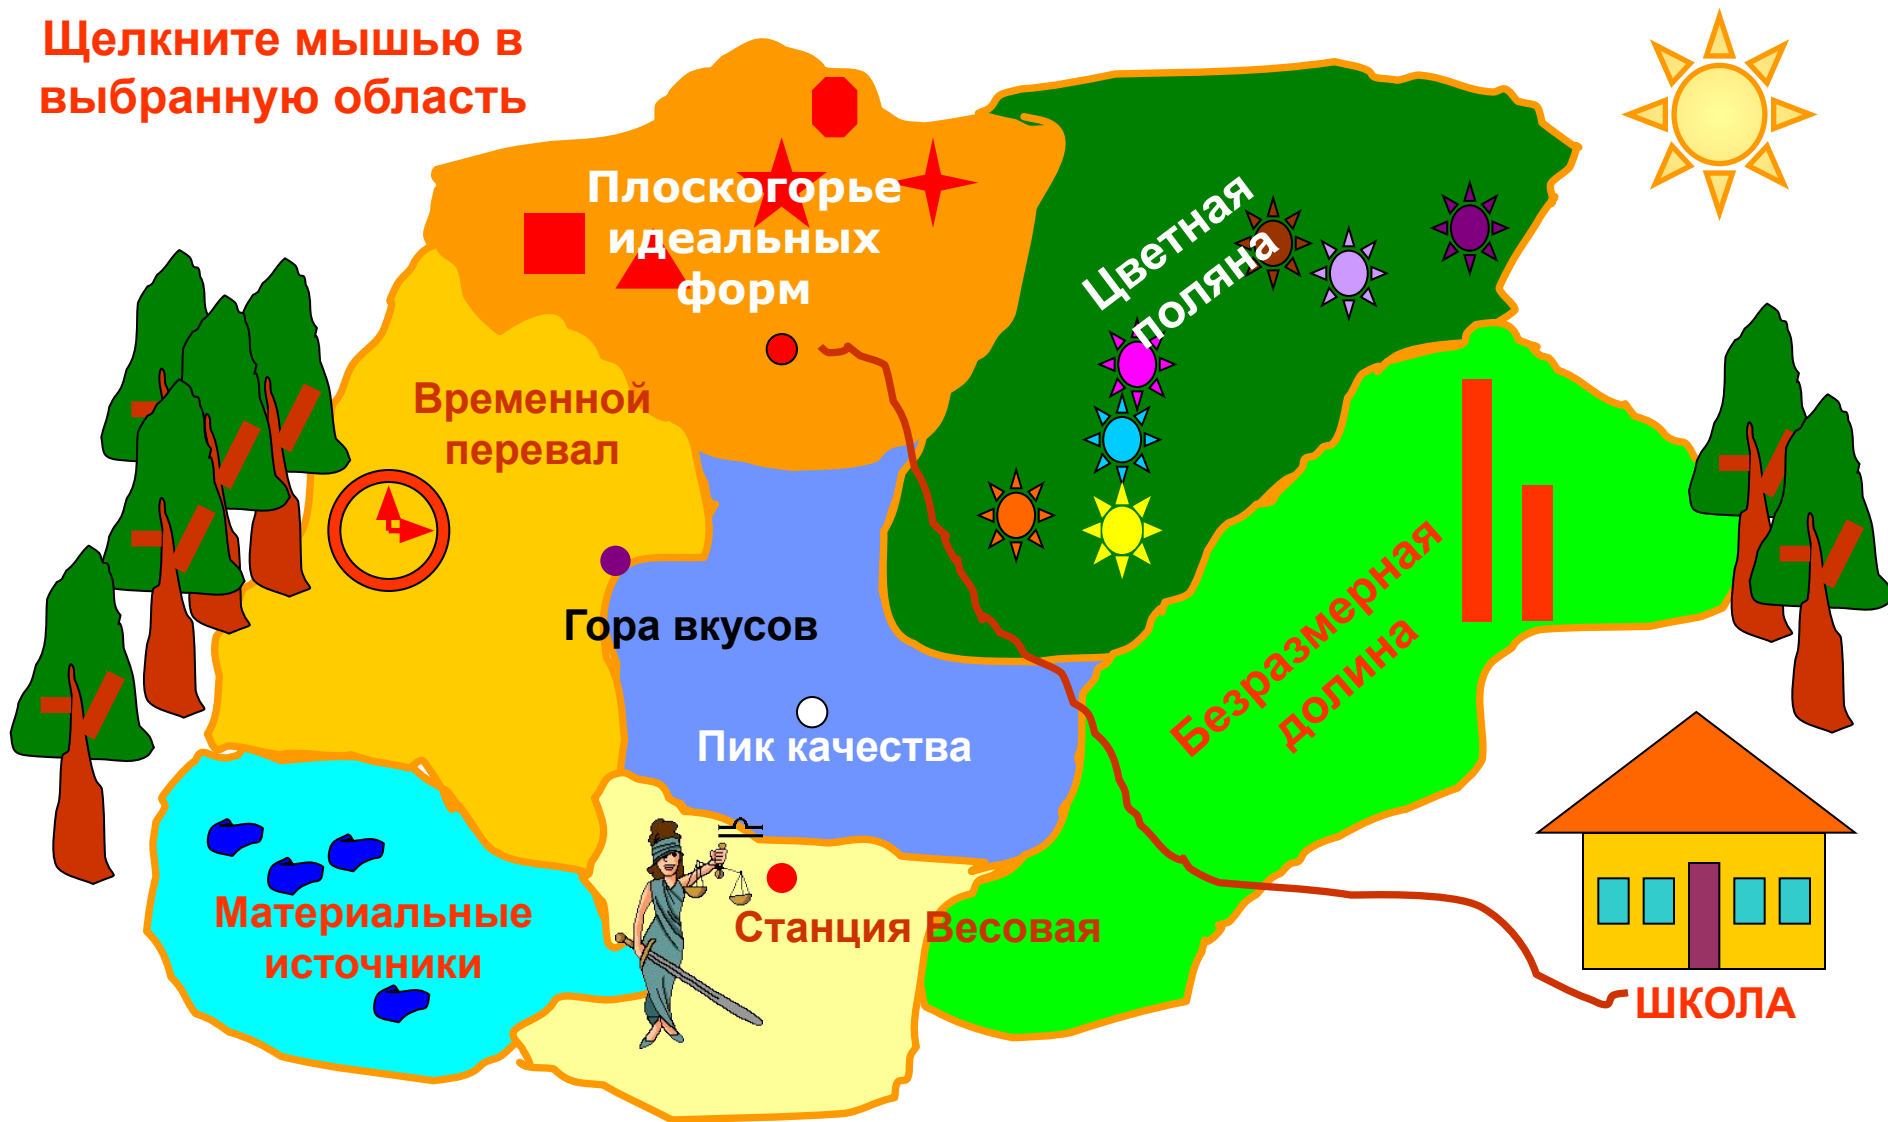 Щелкните мышью в
выбранную область
Плоскогорье
идеальных
форм
Цветная
поляна
Временной
перевал
Гора вкусов
Пик качества
Безразмерная
долина
Материальные
источники
Станция Весовая
ШКОЛА